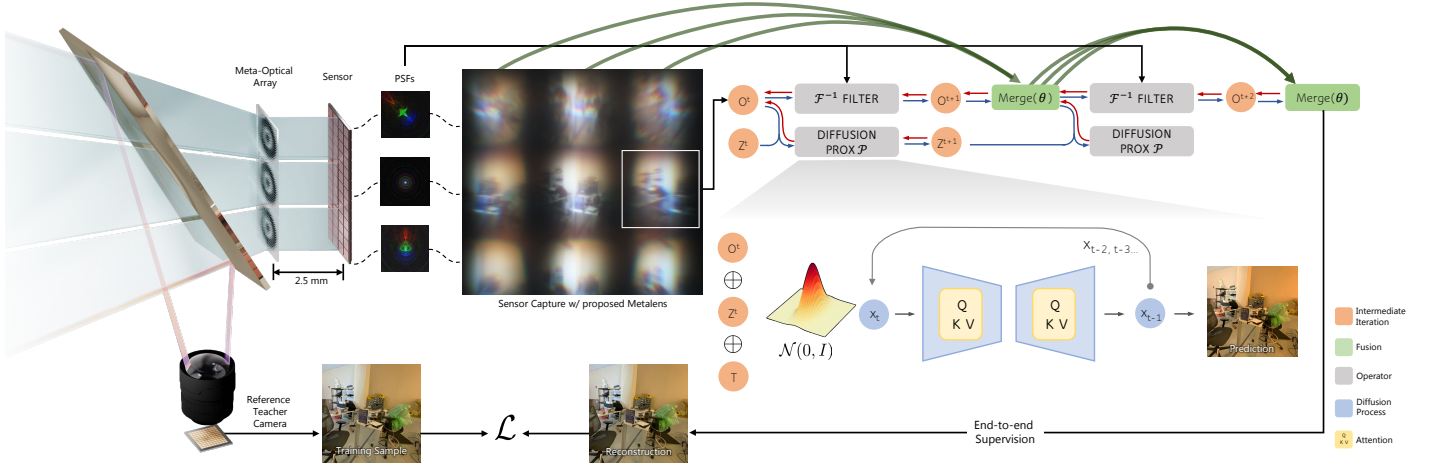 Meta-Optical
Array
Sensor
PSFs
2.5 mm
Sensor Capture w/ proposed Metalens
O^t
F^-1 FILTER
O^t+1
Merge(θ)
F^-1 FILTER
O^t+2
Merge(θ)
Z^t
DIFFUSION
PROX P
Z^t+1
DIFFUSION
PROX P
O^t
⊕
Z^t
⊕
T
N(0, I)
X_t
Q
K V
Q
K V
X_t-2, t-3...
X_t-1
Prediction
Reference
Teacher
Camera
Training Sample
L
Reconstruction
End-to-end
Supervision
Intermediate
Iteration
Fusion
Operator
Diffusion
Process
Q
K V
Attention